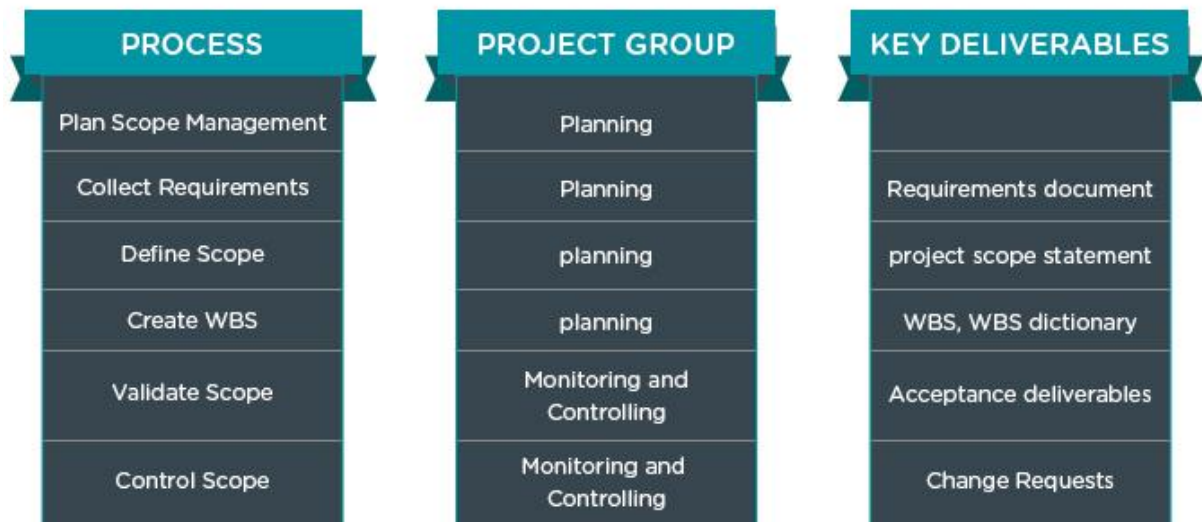 PROCESS
PROJECT GROUP
KEY DELIVERABLES
Plan Scope Management
Planning
Collect Requirements
Planning
Requirements document
Define Scope
planning
project scope statement
Create WBS
planning
WBS, WBS dictionary
Validate Scope
Monitoring and
Controlling
Acceptance deliverables
Control Scope
Monitoring and
Controlling
Change Requests